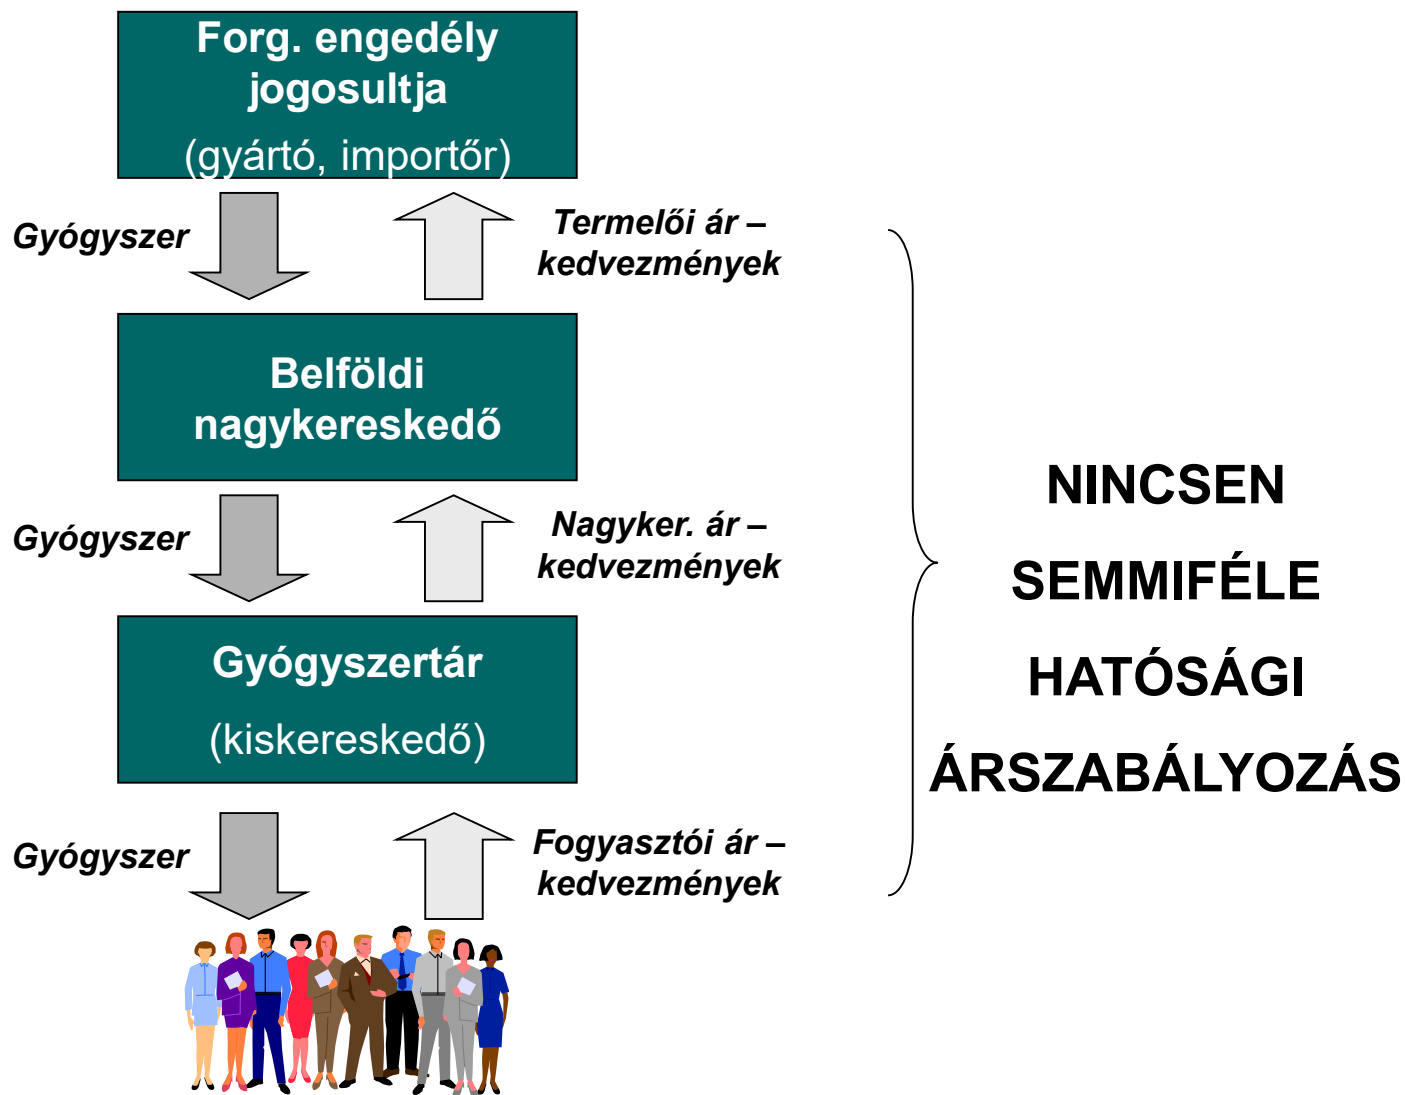 Forg. engedély
jogosultja
(gyártó, importőr)
Gyógyszer
Termelői ár –
kedvezmények
Belföldi
nagykereskedő
Gyógyszer
Nagyker. ár –
kedvezmények
Gyógyszertár
(kiskereskedő)
Gyógyszer
Fogyasztói ár –
kedvezmények
NINCSEN
SEMMIFÉLE
HATÓSÁGI
ÁRSZABÁLYOZÁS